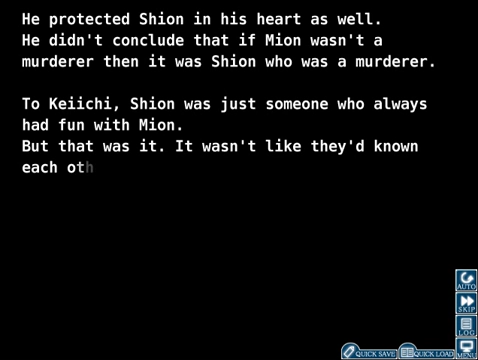 He protected Shion in his heart as well.
He didn't conclude that if Mion wasn't a
murderer then it was Shion who was a murderer.
To Keiichi, Shion was just someone who always
had fun with Mion.
But that was it. It wasn't like they'd known
each oth
AUTO
SKIP
LOG
QUICK SAVE QUICK LOAD MENU